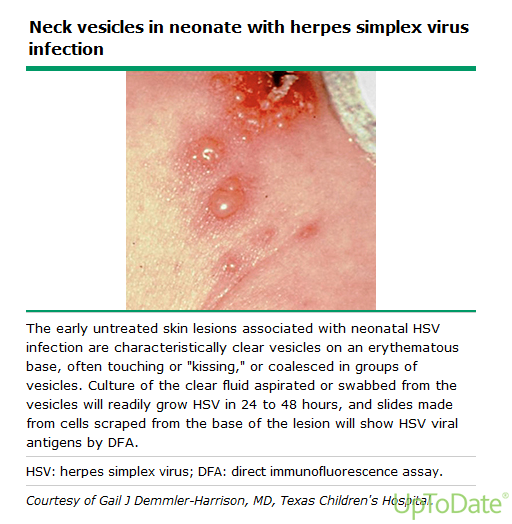 Neck vesicles in neonate with herpes simplex virus
infection
The early untreated skin lesions associated with neonatal HSV
infection are characteristically clear vesicles on an erythematous
base, often touching or "kissing," or coalesced in groups of
vesicles. Culture of the clear fluid aspirated or swabbed from the
vesicles will readily grow HSV in 24 to 48 hours, and slides made
from cells scraped from the base of the lesion will show HSV viral
antigens by DFA.
HSV: herpes simplex virus; DFA: direct immunofluorescence assay.
Courtesy of Gail J Demmler-Harrison, MD, Texas Children's Hospital.
UpToDate®